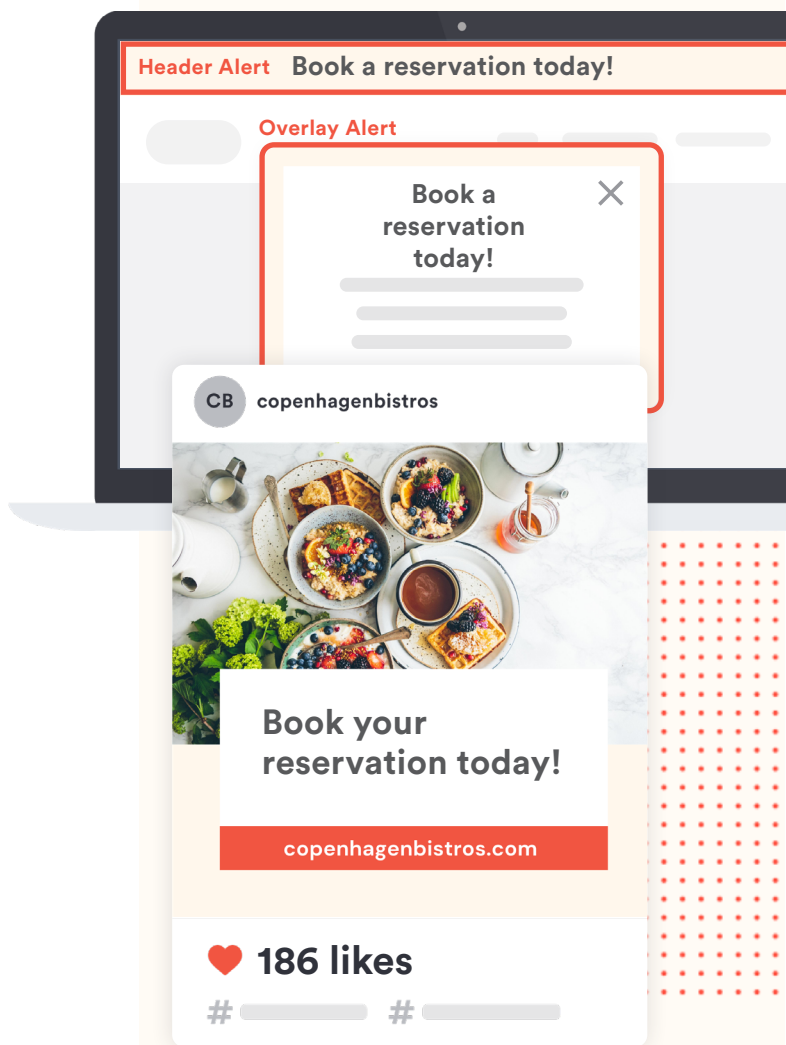 Header Alert Book a reservation today!
Overlay Alert
Book a
reservation
today!
CB copenhagenbistros
Book your
reservation today!
copenhagenbistros.com
186 likes
# #